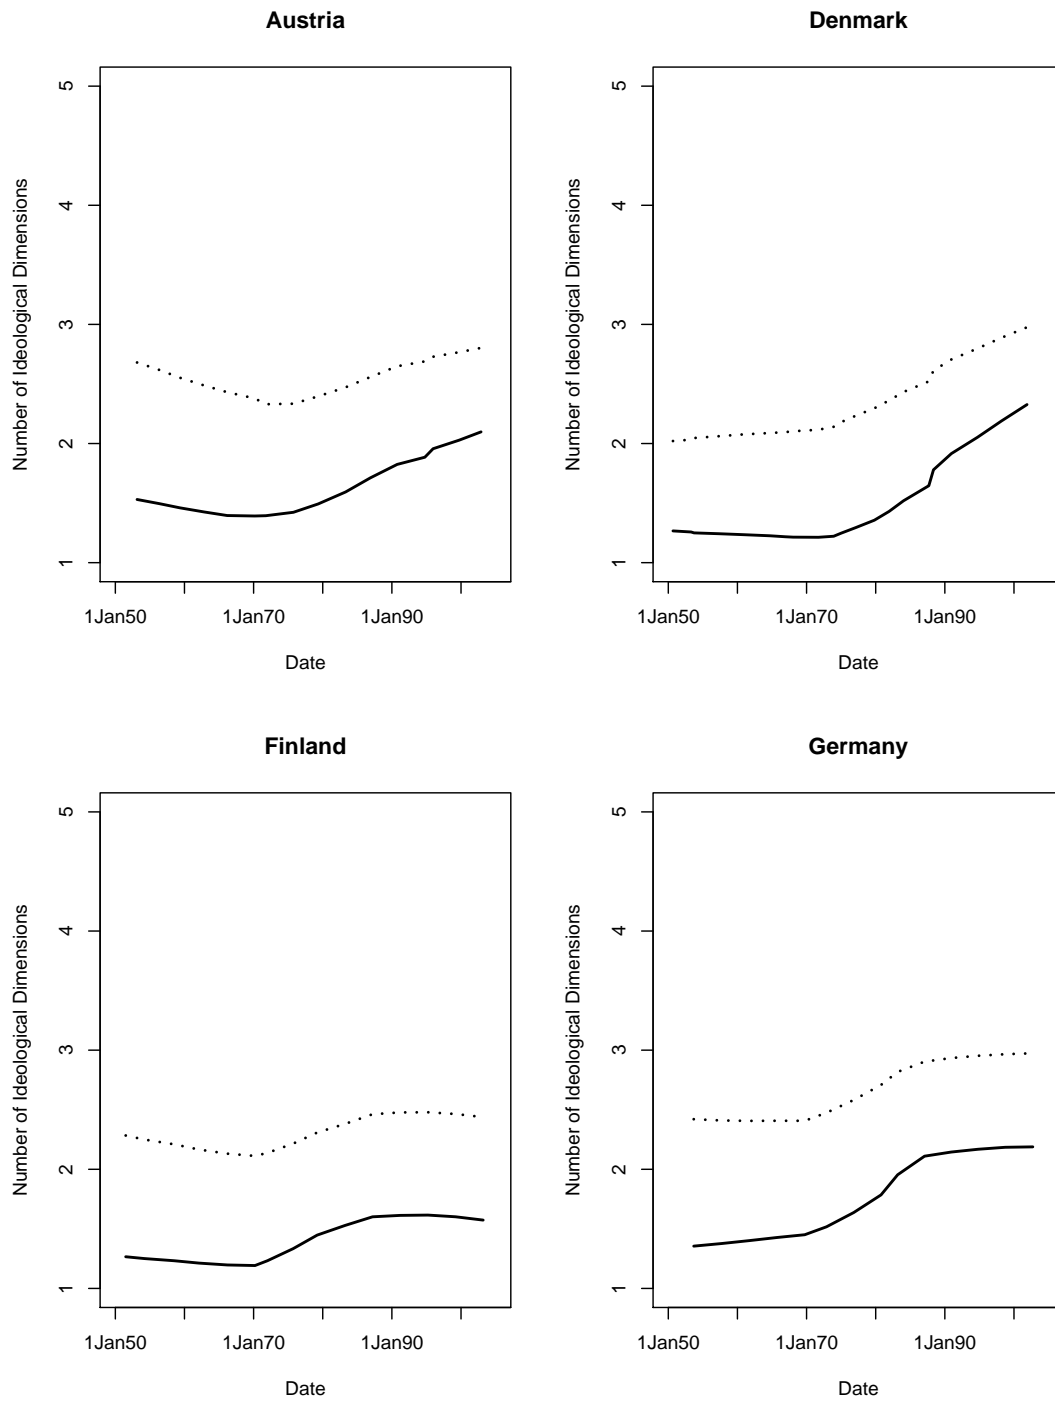 Austria
Number of Ideological Dimensions
5
4
3
2
1
1Jan50 1Jan70 1Jan90
Date
Denmark
Number of Ideological Dimensions
5
4
3
2
1
1Jan50 1Jan70 1Jan90
Date
Finland
Number of Ideological Dimensions
5
4
3
2
1
1Jan50 1Jan70 1Jan90
Date
Germany
Number of Ideological Dimensions
5
4
3
2
1
1Jan50 1Jan70 1Jan90
Date